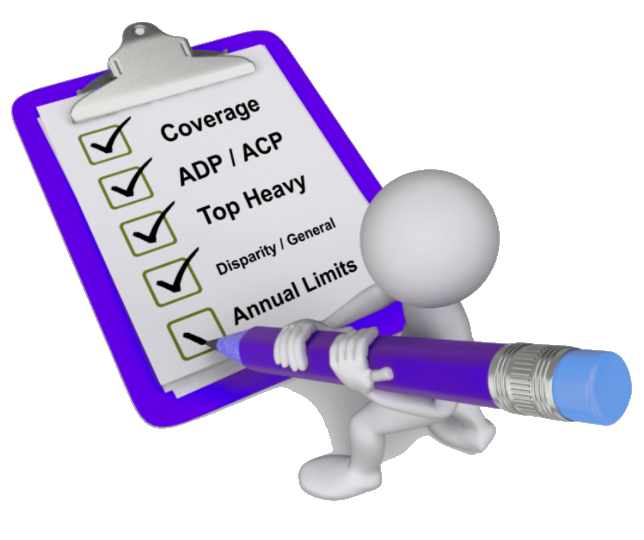 Coverage
ADP / ACP
Top Heavy
Disparity / General
Annual Limits